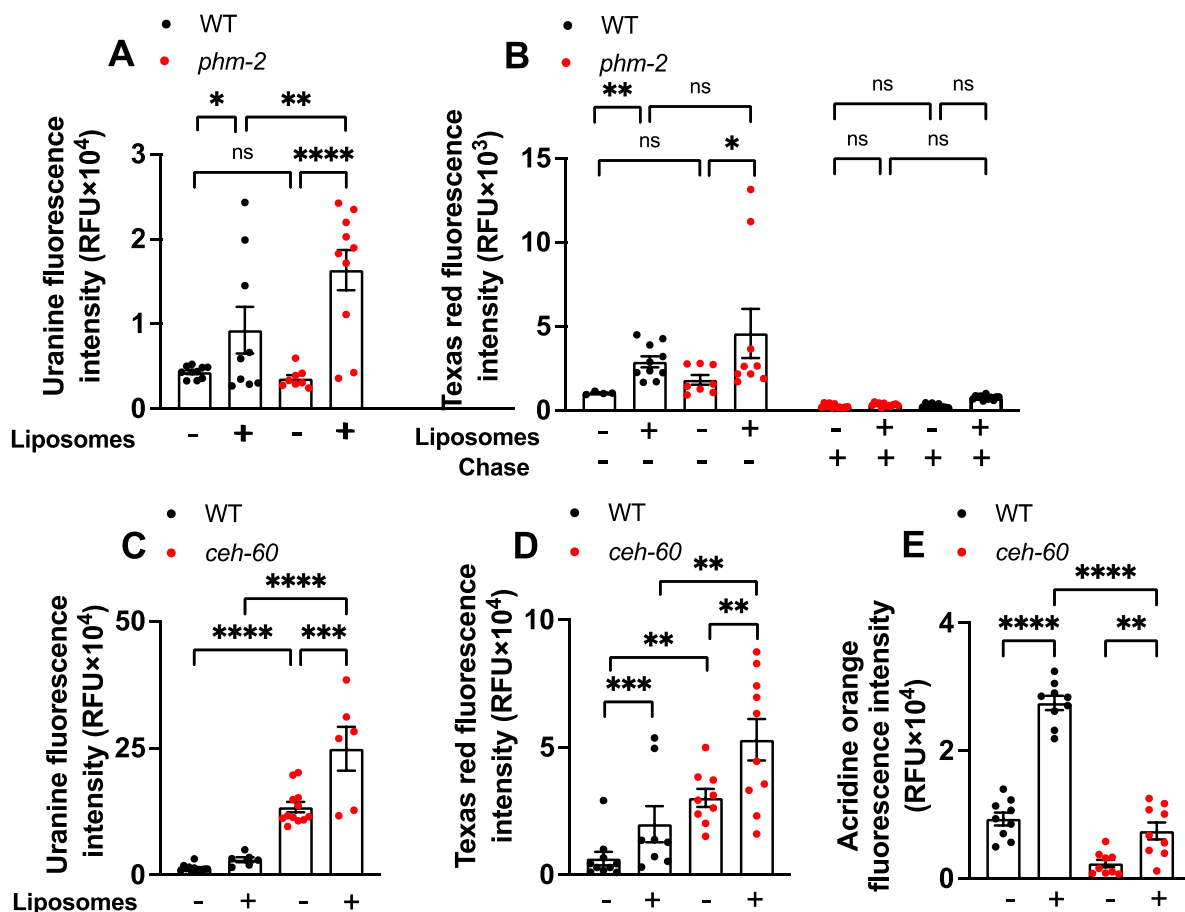 A
WT
phm-2
*
**
ns
****
Uranine fluorescence
intensity (RFU×10⁴)
3
2
1
0
Liposomes - + - +
B
WT
phm-2
** ns
ns *
ns ns
ns ns
Texas red fluorescence
intensity (RFU×10³)
15
10
5
0
Liposomes - + - + - + - +
Chase - - - - + + + +
C
WT
ceh-60
****
**** ***
Uranine fluorescence
intensity (RFU×10⁴)
50
25
0
Liposomes - + - +
D
WT
ceh-60
**
**
**
***
Texas red fluorescence
intensity (RFU×10⁴)
10
5
0
- + - +
E
WT
ceh-60
****
**** **
Acridine orange
fluorescence intensity
(RFU×10⁴)
4
2
0
- + - +